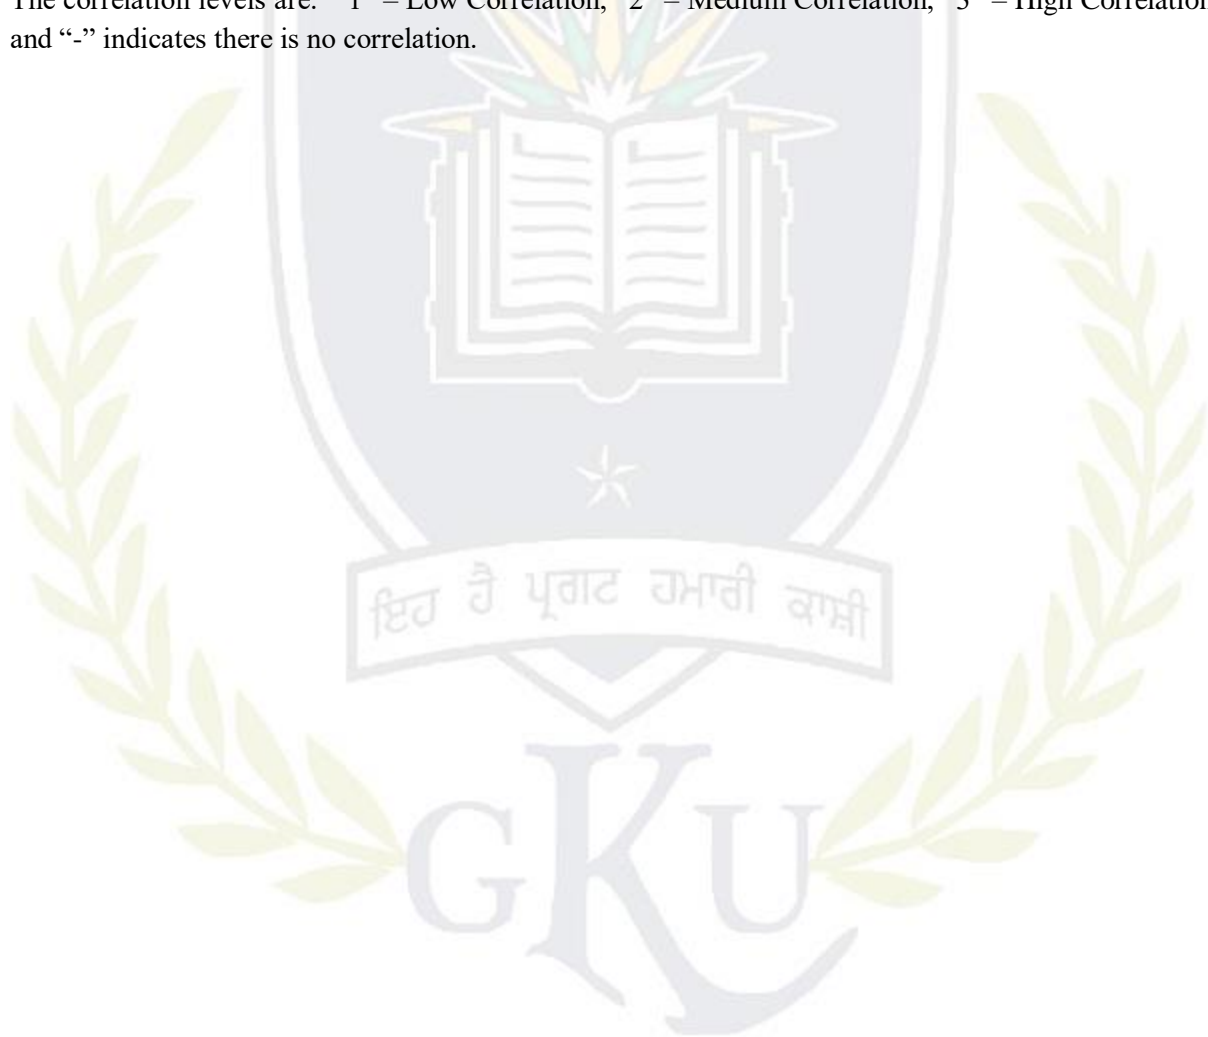 The correlation levels are: “1” – Low Correlation, “2” – Medium Correlation, “3” – High Correlation
and “-” indicates there is no correlation.
ਇਹ ਹੈ ਪ੍ਰਗਟ ਹਮਾਰੀ ਕਾਸ਼ੀ
GKU